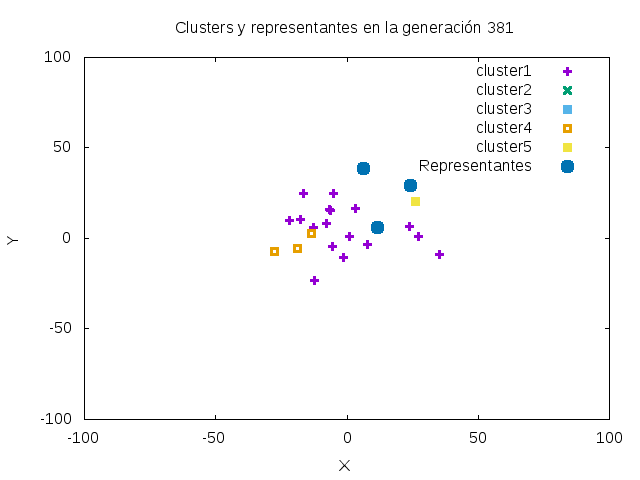 Clusters y representantes en la generación 381
100
50
0
-50
-100
-100
-50
0
50
100
Y
X
cluster1
cluster2
cluster3
cluster4
cluster5
Representantes